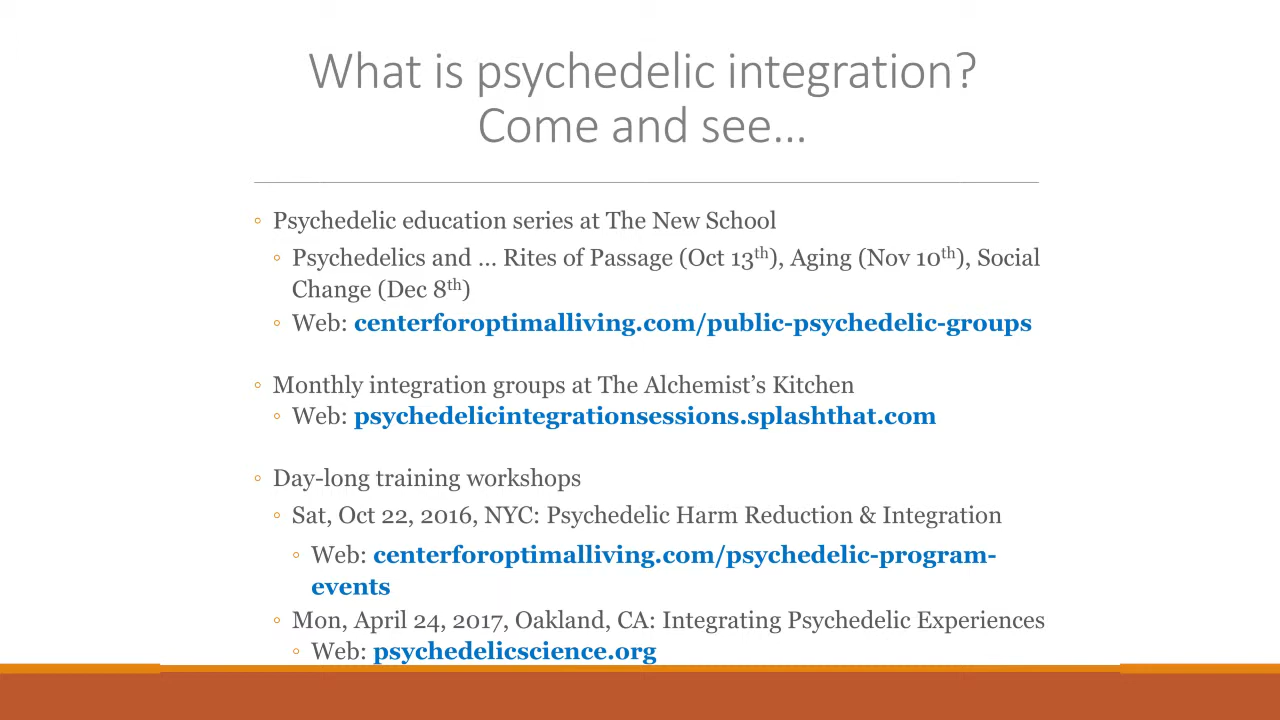 What is psychedelic integration?
Come and see…
◦ Psychedelic education series at The New School
◦ Psychedelics and … Rites of Passage (Oct 13th), Aging (Nov 10th), Social
Change (Dec 8th)
◦ Web: centerforoptimalliving.com/public-psychedelic-groups
◦ Monthly integration groups at The Alchemist’s Kitchen
◦ Web: psychedelicintegrationsessions.splashthat.com
◦ Day-long training workshops
◦ Sat, Oct 22, 2016, NYC: Psychedelic Harm Reduction & Integration
◦ Web: centerforoptimalliving.com/psychedelic-program-
events
◦ Mon, April 24, 2017, Oakland, CA: Integrating Psychedelic Experiences
◦ Web: psychedelicscience.org